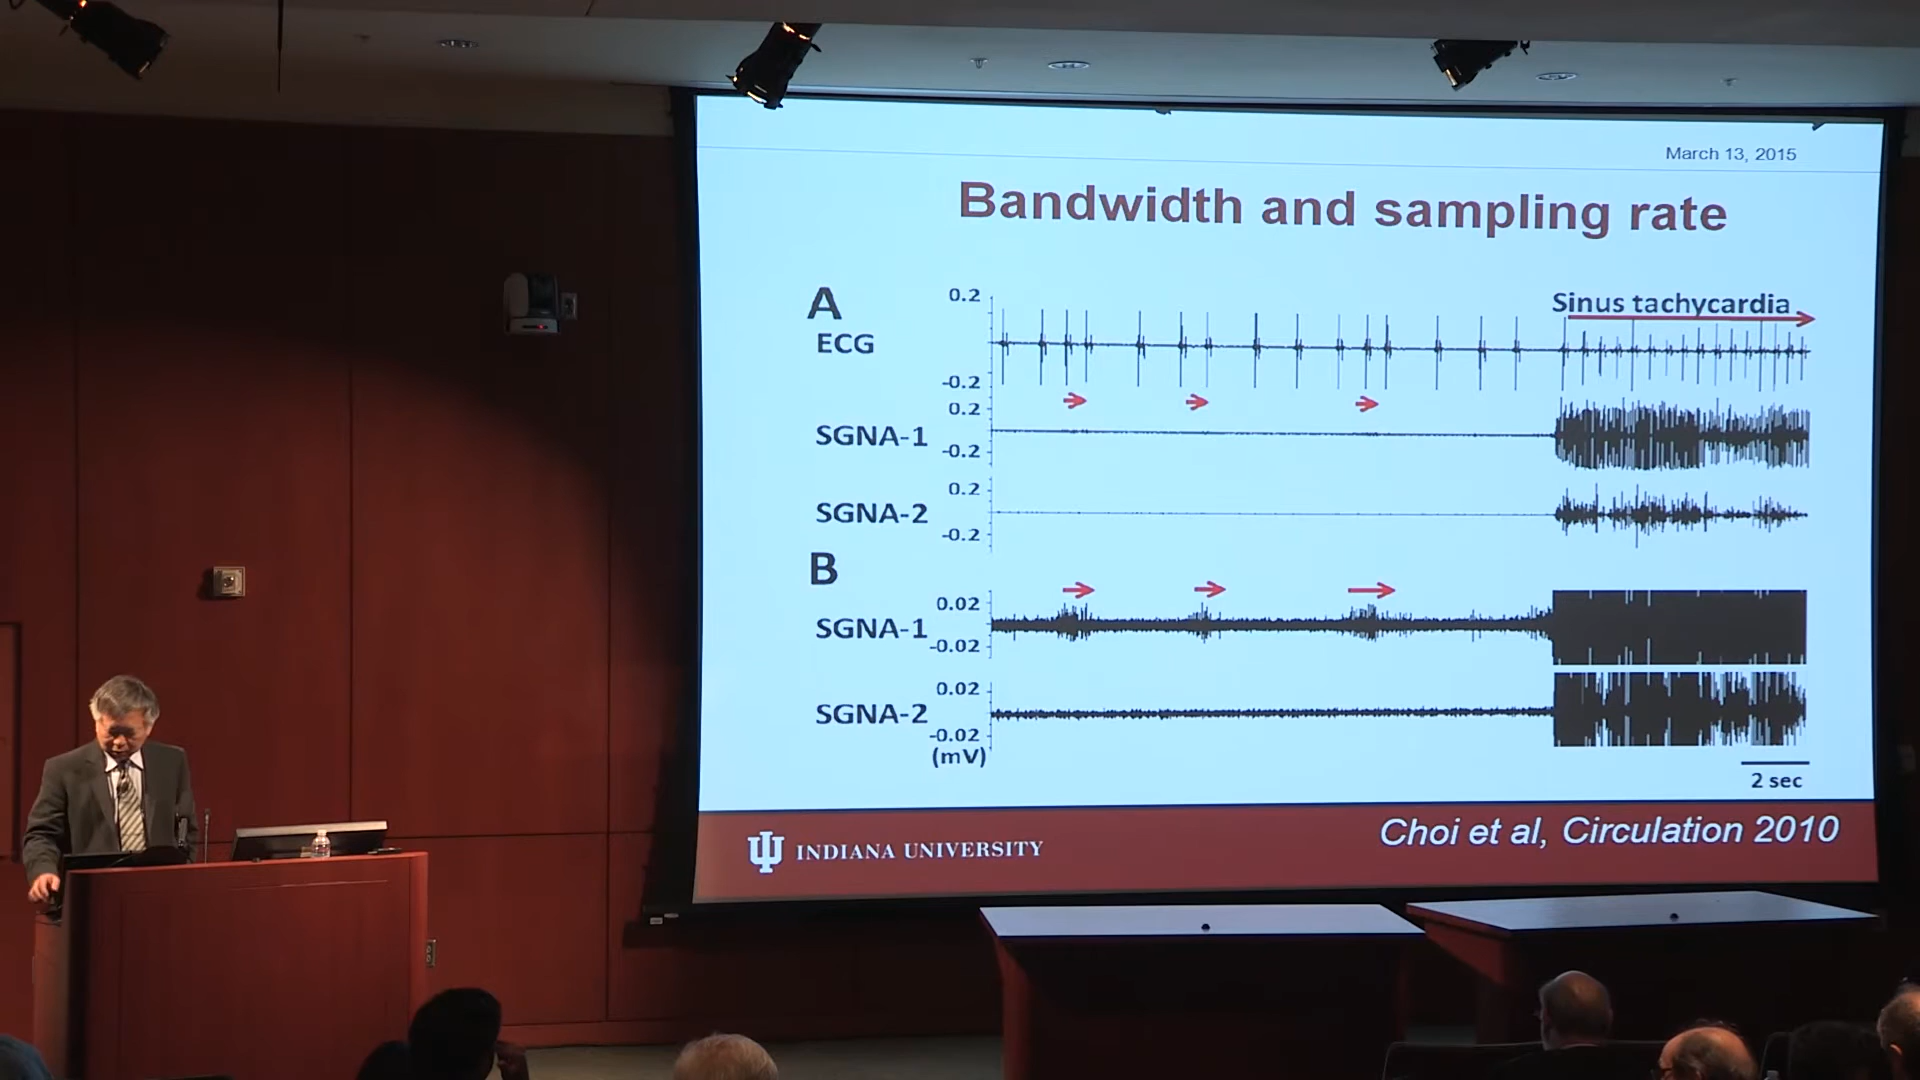 March 13, 2015
Bandwidth and sampling rate
A
ECG
0.2
-0.2
Sinus tachycardia
SGNA-1
0.2
-0.2
SGNA-2
0.2
-0.2
B
SGNA-1
0.02
-0.02
SGNA-2
0.02
-0.02
(mV)
2 sec
Choi et al, Circulation 2010
INDIANA UNIVERSITY